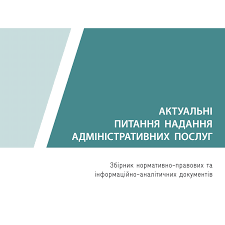 АКТУАЛЬНІ
ПИТАННЯ НАДАННЯ
АДМІНІСТРАТИВНИХ ПОСЛУГ
Збірник нормативно-правових та
інформаційно-аналітичних документів